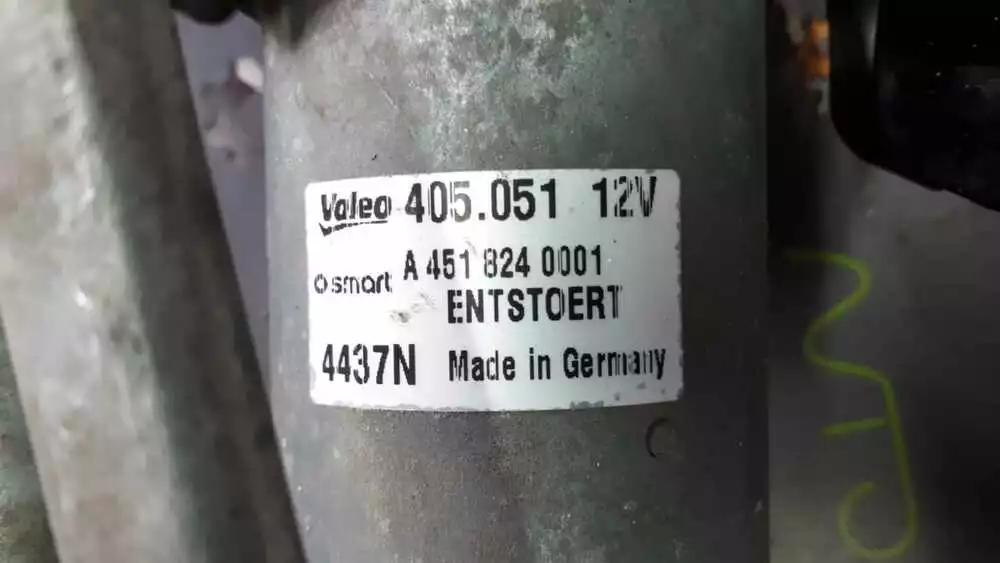 Valeo 405.051 12V
smart A 451 824 0001
ENTSTOERT
4437N Made in Germany